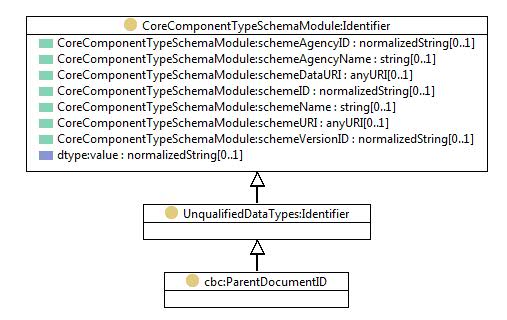 CoreComponentTypeSchemaModule:Identifier
CoreComponentTypeSchemaModule:schemeAgencyID : normalizedString[0..1]
CoreComponentTypeSchemaModule:schemeAgencyName : string[0..1]
CoreComponentTypeSchemaModule:schemeDataURI : anyURI[0..1]
CoreComponentTypeSchemaModule:schemeID : normalizedString[0..1]
CoreComponentTypeSchemaModule:schemeName : string[0..1]
CoreComponentTypeSchemaModule:schemeURI : anyURI[0..1]
CoreComponentTypeSchemaModule:schemeVersionID : normalizedString[0..1]
dtype:value : normalizedString[0..1]
UnqualifiedDataTypes:Identifier
cbc:ParentDocumentID